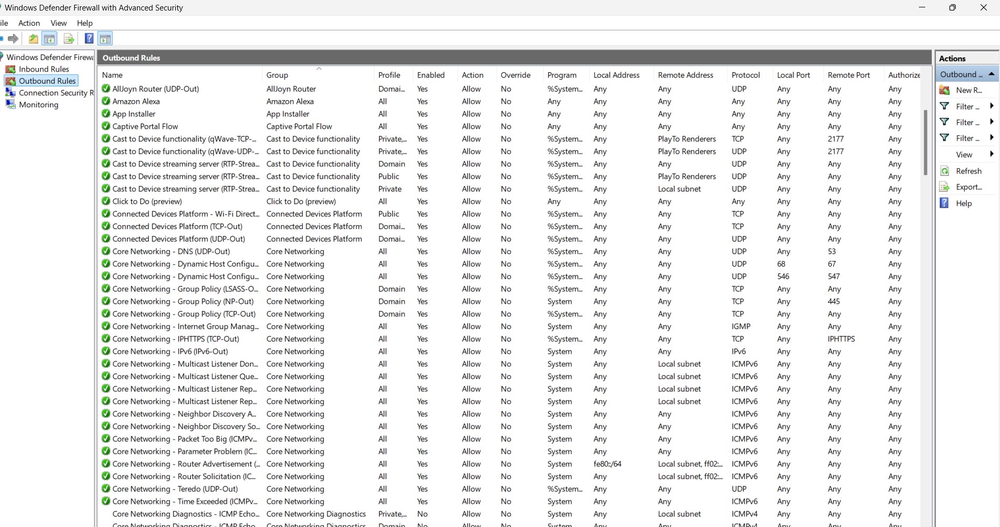 Windows Defender Firewall with Advanced Security
ile Action View Help
Windows Defender Firewa
Inbound Rules
Outbound Rules
Connection Security R
Monitoring
Outbound Rules
Name Group Profile Enabled Action Override Program Local Address Remote Address Protocol Local Port Remote Port Authorize
AllJoyn Router (UDP-Out) AllJoyn Router Domai... Yes Allow No %System... Any Any UDP Any Any Any
Amazon Alexa Amazon Alexa All Yes Allow No Any Any Any Any Any Any Any
App Installer App Installer All Yes Allow No Any Any Any Any Any Any Any
Captive Portal Flow Captive Portal Flow All Yes Allow No Any Any Any Any Any Any Any
Cast to Device functionality (qWave-TCP-... Cast to Device functionality Private,... Yes Allow No %System... Any PlayTo Renderers TCP Any 2177 Any
Cast to Device functionality (qWave-UDP-... Cast to Device functionality Private,... Yes Allow No %System... Any PlayTo Renderers UDP Any 2177 Any
Cast to Device streaming server (RTP-Strea... Cast to Device functionality Domain Yes Allow No %System... Any Any UDP Any Any Any
Cast to Device streaming server (RTP-Strea... Cast to Device functionality Public Yes Allow No %System... Any PlayTo Renderers UDP Any Any Any
Cast to Device streaming server (RTP-Strea... Cast to Device functionality Private Yes Allow No %System... Any Local subnet UDP Any Any Any
Click to Do (preview) Click to Do (preview) All Yes Allow No Any Any Any Any Any Any Any
Connected Devices Platform - Wi-Fi Direct... Connected Devices Platform Public Yes Allow No %System... Any Any TCP Any Any Any
Connected Devices Platform (TCP-Out) Connected Devices Platform Domai... Yes Allow No %System... Any Any TCP Any Any Any
Connected Devices Platform (UDP-Out) Connected Devices Platform Domai... Yes Allow No %System... Any Any UDP Any Any Any
Core Networking - DNS (UDP-Out) Core Networking All Yes Allow No %System... Any Any UDP Any 53 Any
Core Networking - Dynamic Host Configu... Core Networking All Yes Allow No %System... Any Any UDP 68 67 Any
Core Networking - Dynamic Host Configu... Core Networking All Yes Allow No %System... Any Any UDP 546 547 Any
Core Networking - Group Policy (LSASS-O... Core Networking Domain Yes Allow No %System... Any Any TCP Any Any Any
Core Networking - Group Policy (NP-Out) Core Networking Domain Yes Allow No System Any Any TCP Any 445 Any
Core Networking - Group Policy (TCP-Out) Core Networking Domain Yes Allow No %System... Any Any TCP Any Any Any
Core Networking - Internet Group Manag... Core Networking All Yes Allow No System Any Any IGMP Any Any Any
Core Networking - IPHTTPS (TCP-Out) Core Networking All Yes Allow No %System... Any Any TCP Any IPHTTPS Any
Core Networking - IPv6 (IPv6-Out) Core Networking All Yes Allow No System Any Any IPv6 Any Any Any
Core Networking - Multicast Listener Don... Core Networking All Yes Allow No System Any Local subnet ICMPv6 Any Any Any
Core Networking - Multicast Listener Que... Core Networking All Yes Allow No System Any Local subnet ICMPv6 Any Any Any
Core Networking - Multicast Listener Rep... Core Networking All Yes Allow No System Any Local subnet ICMPv6 Any Any Any
Core Networking - Multicast Listener Rep... Core Networking All Yes Allow No System Any Local subnet ICMPv6 Any Any Any
Core Networking - Neighbor Discovery A... Core Networking All Yes Allow No System Any Any ICMPv6 Any Any Any
Core Networking - Neighbor Discovery So... Core Networking All Yes Allow No System Any Any ICMPv6 Any Any Any
Core Networking - Packet Too Big (ICMPv... Core Networking All Yes Allow No System Any Any ICMPv6 Any Any Any
Core Networking - Parameter Problem (IC... Core Networking All Yes Allow No System Any Any ICMPv6 Any Any Any
Core Networking - Router Advertisement (... Core Networking All Yes Allow No System fe80::/64 Local subnet, ff02:... ICMPv6 Any Any Any
Core Networking - Router Solicitation (IC... Core Networking All Yes Allow No System Any Local subnet, ff02:... ICMPv6 Any Any Any
Core Networking - Teredo (UDP-Out) Core Networking All Yes Allow No %System... Any Any UDP Any Any Any
Core Networking - Time Exceeded (ICMPv... Core Networking All Yes Allow No System Any Any ICMPv6 Any Any Any
Core Networking Diagnostics - ICMP Echo... Core Networking Diagnostics Private,... No Allow No System Any Local subnet ICMPv4 Any Any Any
Core Networking Diagnostics - ICMP Echo... Core Networking Diagnostics Domain No Allow No System Any Any ICMPv4 Any Any Any
Actions
Outbound ...
New R...
Filter ...
Filter ...
Filter ...
View
Refresh
Export...
Help